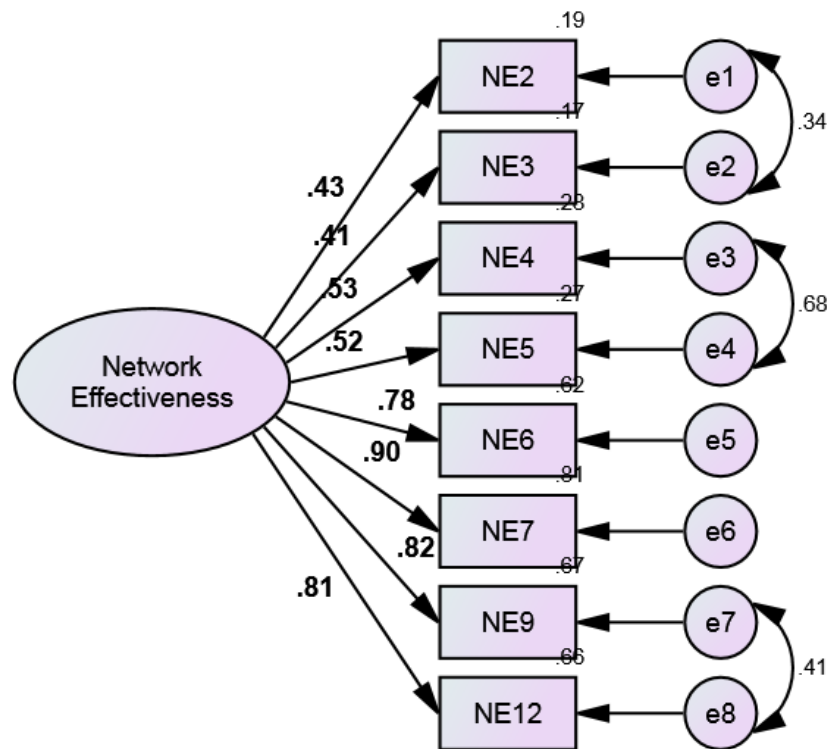 .19
NE2
e1
.17
.34
.43
NE3
e2
.28
.41
NE4
e3
.53
.27
.68
.52
NE5
e4
Network
Effectiveness
.62
.78
NE6
e5
.90
.81
NE7
e6
.82
.67
.81
NE9
e7
.66
.41
NE12
e8